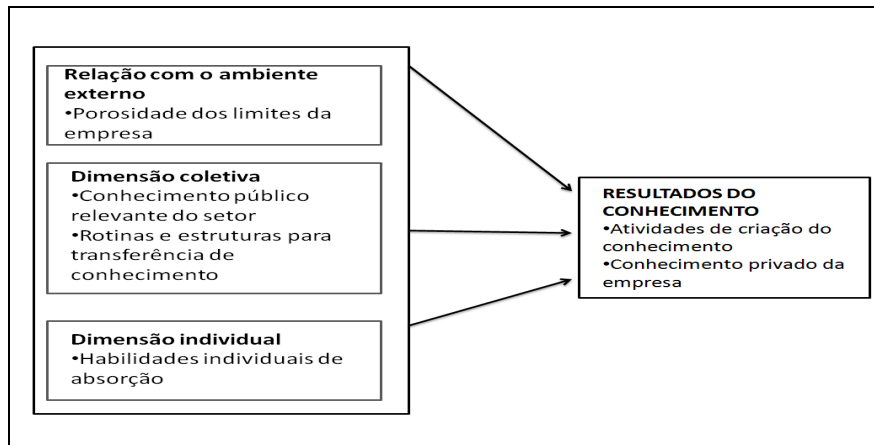 Relação com o ambiente
externo
•Porosidade dos limites da
empresa
Dimensão coletiva
•Conhecimento público
relevante do setor
•Rotinas e estruturas para
transferência de
conhecimento
Dimensão individual
•Habilidades individuais de
absorção
RESULTADOS DO
CONHECIMENTO
•Atividades de criação do
conhecimento
•Conhecimento privado da
empresa